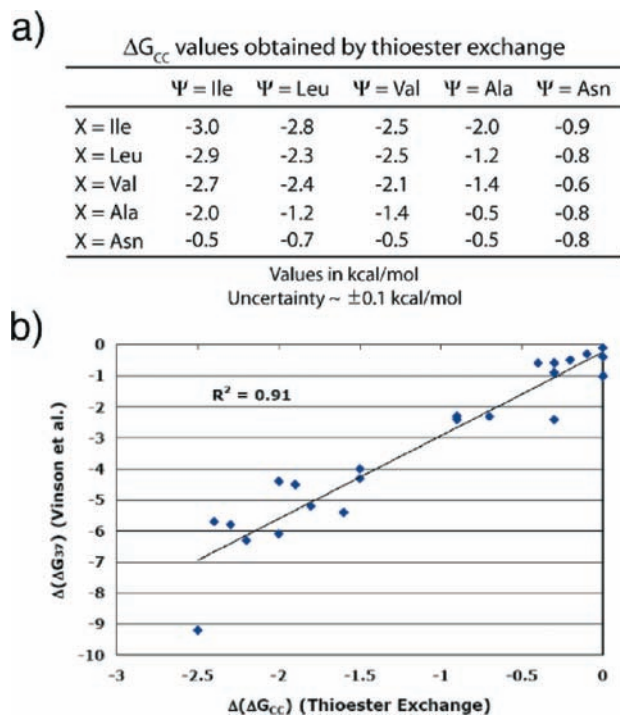 a)
ΔG_CC values obtained by thioester exchange
Ψ = Ile Ψ = Leu Ψ = Val Ψ = Ala Ψ = Asn
X = Ile -3.0 -2.8 -2.5 -2.0 -0.9
X = Leu -2.9 -2.3 -2.5 -1.2 -0.8
X = Val -2.7 -2.4 -2.1 -1.4 -0.6
X = Ala -2.0 -1.2 -1.4 -0.5 -0.8
X = Asn -0.5 -0.7 -0.5 -0.5 -0.8
Values in kcal/mol
Uncertainty ~ ±0.1 kcal/mol
b)
Δ(ΔG37) (Vinson et al.)
0
-1
-2
-3
-4
-5
-6
-7
-8
-9
-10
R² = 0.91
-3 -2.5 -2 -1.5 -1 -0.5 0
Δ(ΔG_CC) (Thioester Exchange)